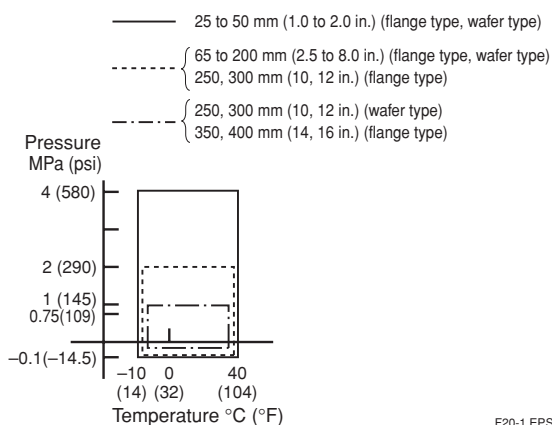 25 to 50 mm (1.0 to 2.0 in.) (flange type, wafer type)
65 to 200 mm (2.5 to 8.0 in.) (flange type, wafer type)
250, 300 mm (10, 12 in.) (flange type)
250, 300 mm (10, 12 in.) (wafer type)
350, 400 mm (14, 16 in.) (flange type)
Pressure
MPa (psi)
4 (580)
2 (290)
1 (145)
0.75(109)
–0.1(–14.5)
–10 0 40
(14) (32) (104)
Temperature °C (°F)
F20-1.EPS